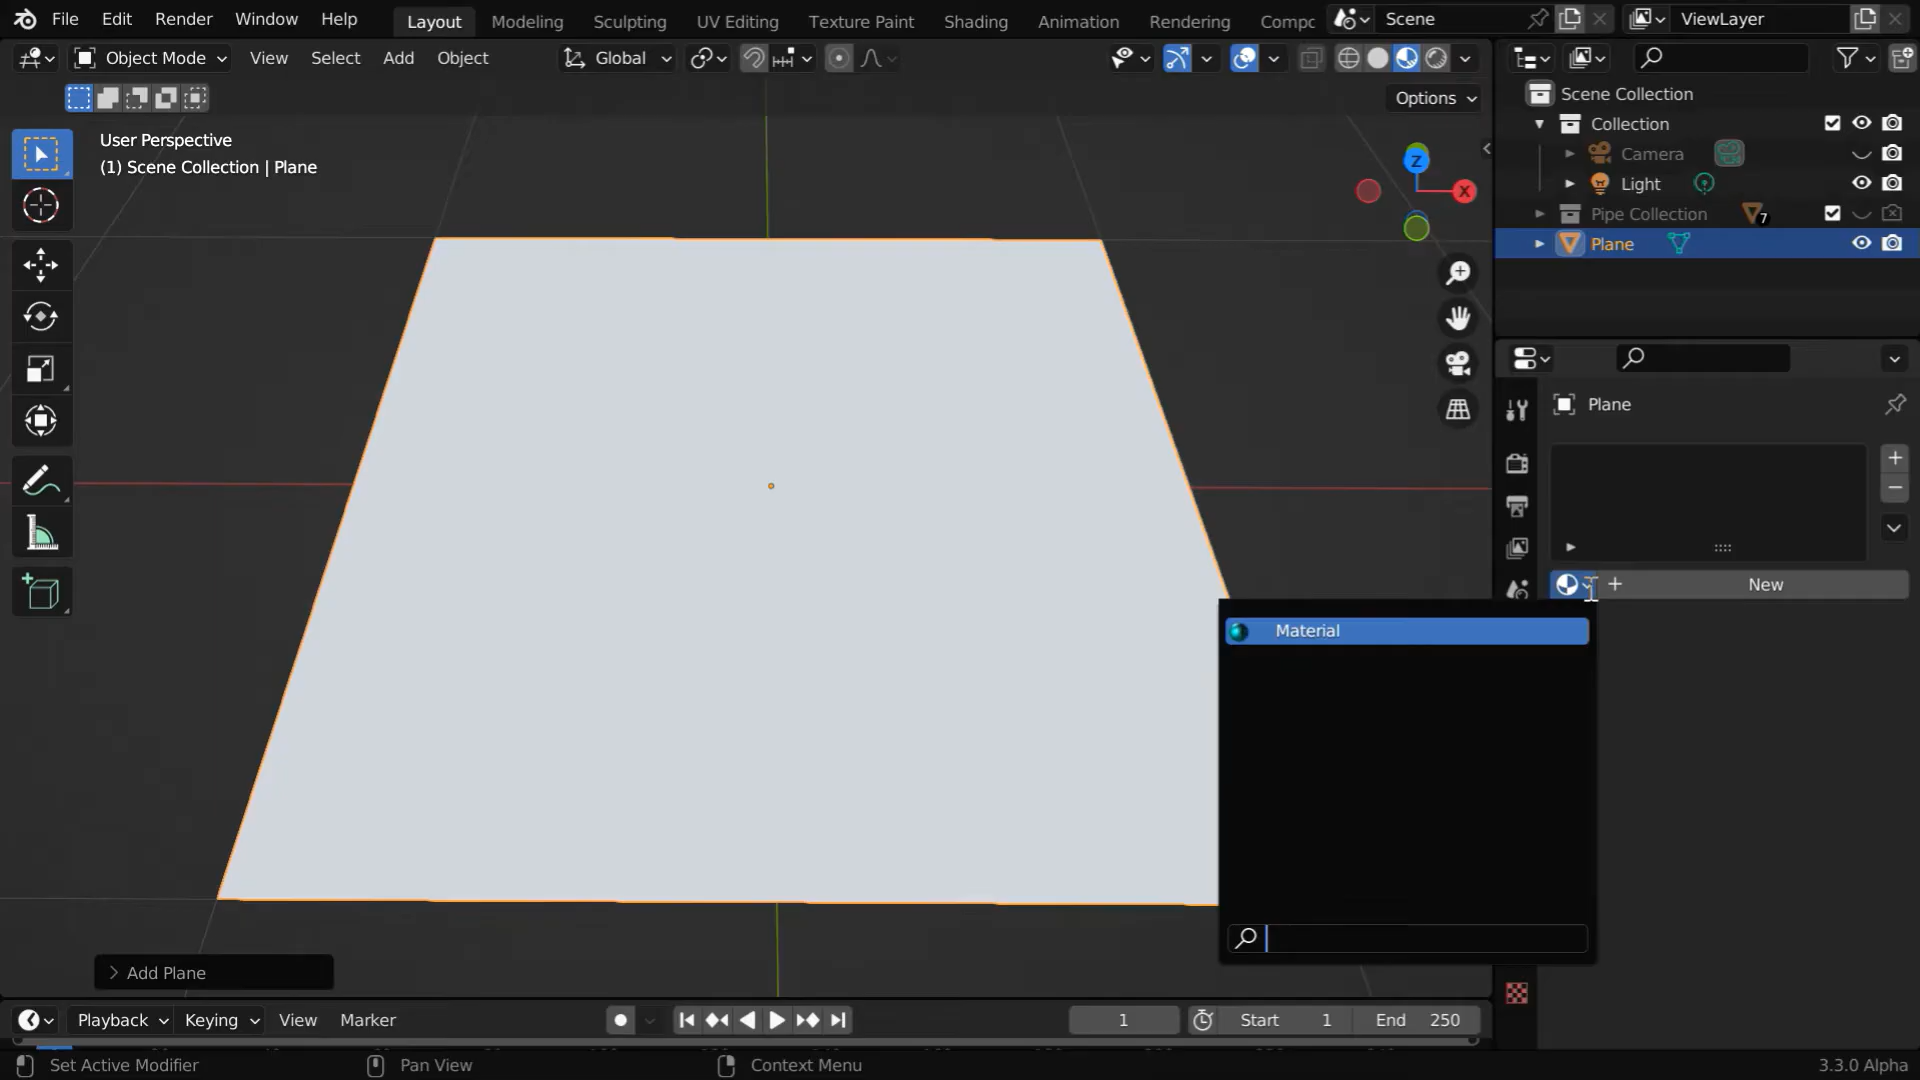 File Edit Render Window Help Layout Modeling Sculpting UV Editing Texture Paint Shading Animation Rendering Compc Scene ViewLayer
Object Mode View Select Add Object Global
Options
User Perspective
(1) Scene Collection | Plane
Z
X
Scene Collection
Collection
Camera
Light
Pipe Collection 7
Plane
Plane
New
Material
Add Plane
Playback Keying View Marker 1 Start 1 End 250
Set Active Modifier Pan View Context Menu 3.3.0 Alpha